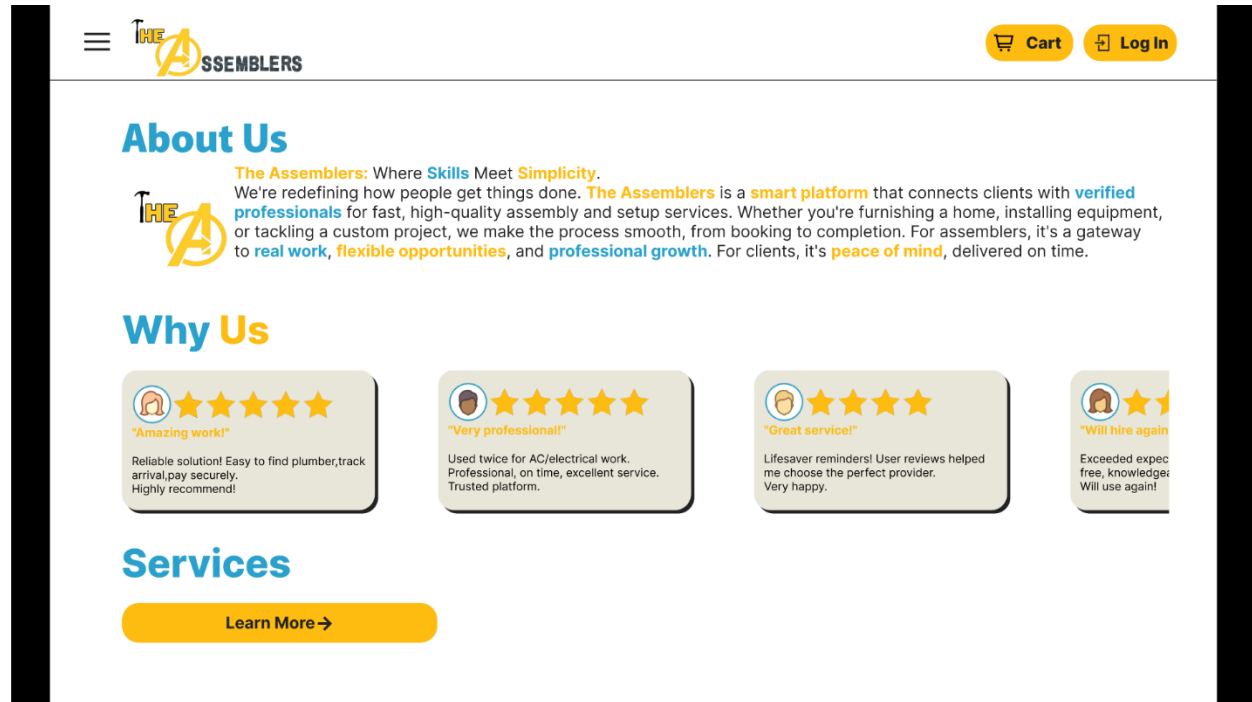 THE
ASSEMBLERS
Cart
Log In
About Us
The Assemblers: Where Skills Meet Simplicity.
THE A
We're redefining how people get things done. The Assemblers is a smart platform that connects clients with verified
professionals for fast, high-quality assembly and setup services. Whether you're furnishing a home, installing equipment,
or tackling a custom project, we make the process smooth, from booking to completion. For assemblers, it's a gateway
to real work, flexible opportunities, and professional growth. For clients, it's peace of mind, delivered on time.
Why Us
"Amazing work!"
Reliable solution! Easy to find plumber,track
arrival,pay securely.
Highly recommend!
"Very professional!"
Used twice for AC/electrical work.
Professional, on time, excellent service.
Trusted platform.
"Great service!"
Lifesaver reminders! User reviews helped
me choose the perfect provider.
Very happy.
"Will hire again
Exceeded
free,
Will use again!
Services
Learn More